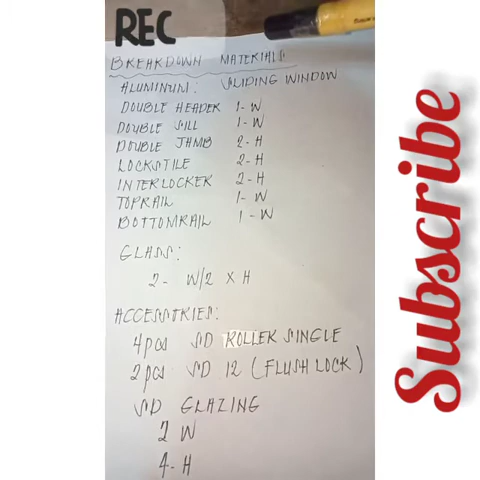 REC
BREAKDOWN MATERIALS
ALUMINUM: SLIDING WINDOW
DOUBLE HEADER 1-W
DOUBLE SILL 1-W
DOUBLE JAMB 2-H
LOCKSTILE 2-H
INTERLOCKER 2-H
TOPRAIL 1-W
BOTTOMRAIL 1-W
GLASS:
2- W/2 X H
ACCESSORIES:
4pcs SD ROLLER SINGLE
2pcs SD 12 (FLUSH LOCK)
SD GLAZING
2 W
4-H
Subscribe